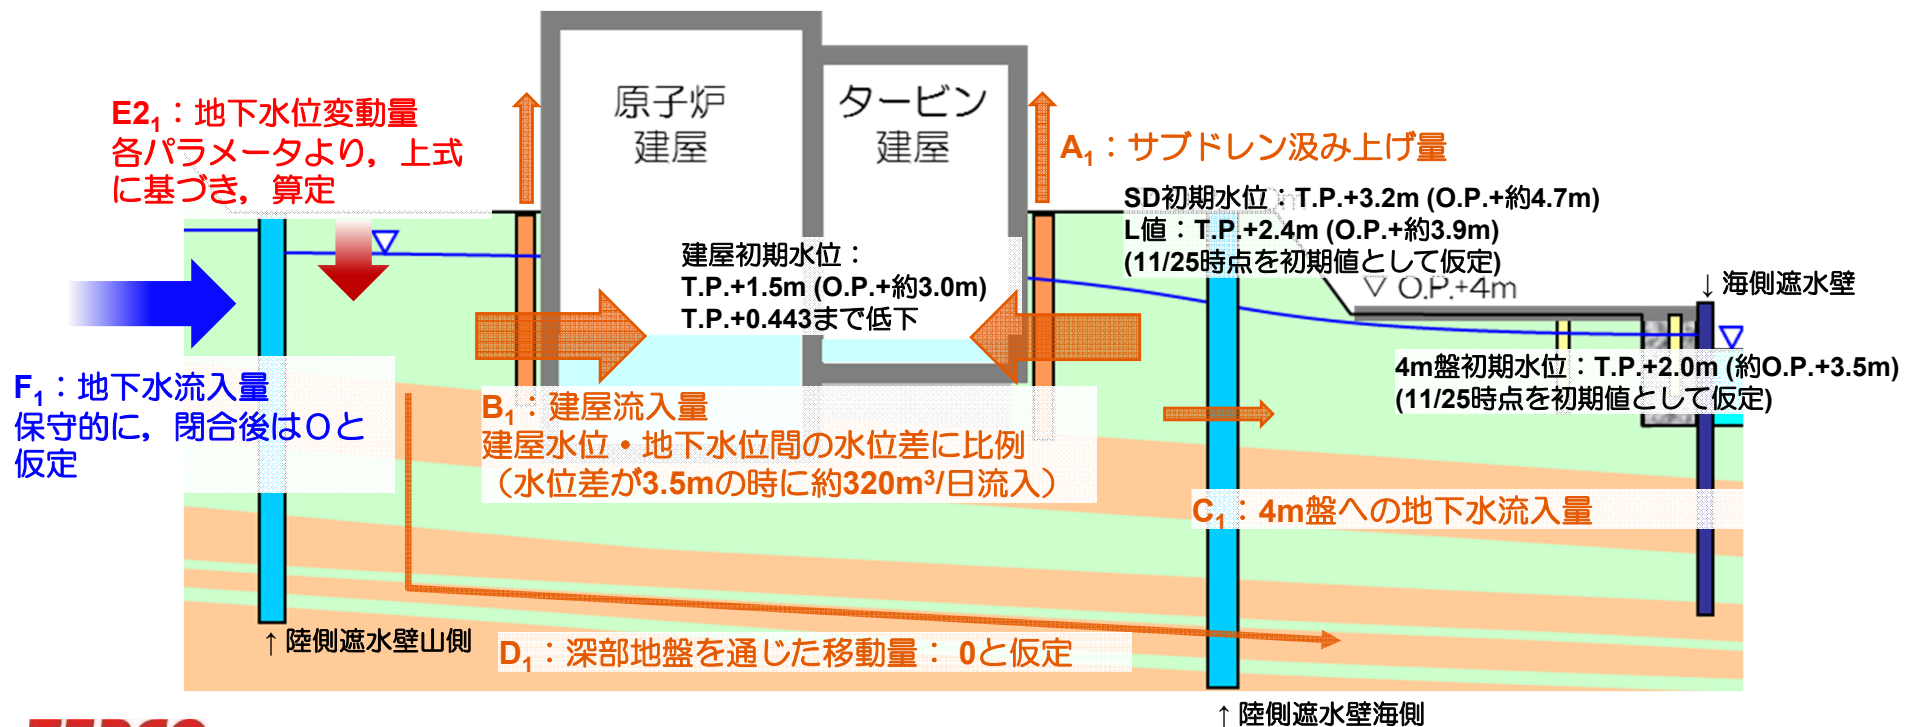 原子炉
建屋
タービン
建屋
E2₁：地下水位変動量
各パラメータより，上式
に基づき，算定
A₁：サブドレン汲み上げ量
SD初期水位：T.P.+3.2m (O.P.+約4.7m)
L値：T.P.+2.4m (O.P.+約3.9m)
(11/25時点を初期値として仮定)
▽ O.P.+4m
↓ 海側遮水壁
建屋初期水位：
T.P.+1.5m (O.P.+約3.0m)
T.P.+0.443まで低下
4m盤初期水位：T.P.+2.0m (約O.P.+3.5m)
(11/25時点を初期値として仮定)
F₁：地下水流入量
保守的に，閉合後は０と
仮定
B₁：建屋流入量
建屋水位・地下水位間の水位差に比例
（水位差が3.5mの時に約320m³/日流入）
C₁：4m盤への地下水流入量
↑ 陸側遮水壁山側
D₁：深部地盤を通じた移動量： 0と仮定
↑ 陸側遮水壁海側
TEPCO